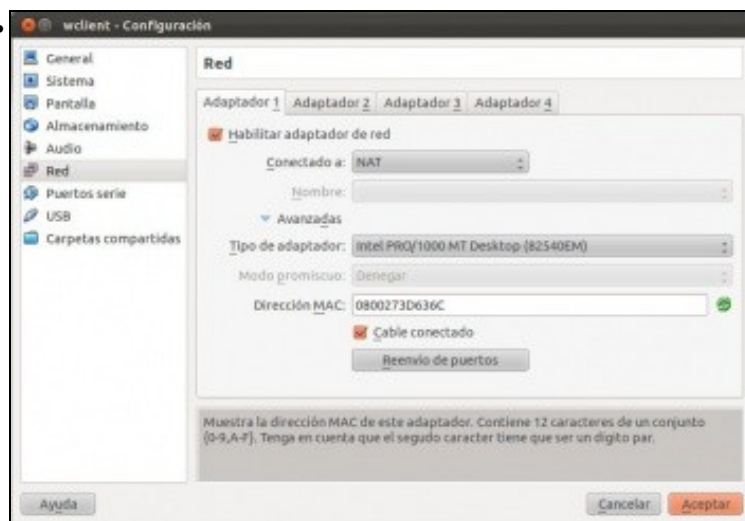 wclient - Configuración
General
Sistema
Pantalla
Almacenamiento
Audio
Red
Puertos serie
USB
Carpetas compartidas
Red
Adaptador 1 Adaptador 2 Adaptador 3 Adaptador 4
Habilitar adaptador de red
Conectado a: NAT
Nombre:
Avanzadas
Tipo de adaptador: Intel PRO/1000 MT Desktop (82540EM)
Modo promiscuo: Denegar
Dirección MAC: 0800273D636C
Cable conectado
Reenvío de puertos
Muestra la dirección MAC de este adaptador. Contiene 12 caracteres de un conjunto
{0-9,A-F}. Tenga en cuenta que el segudo caracter tiene que ser un dígito par.
Ayuda Cancelar Aceptar